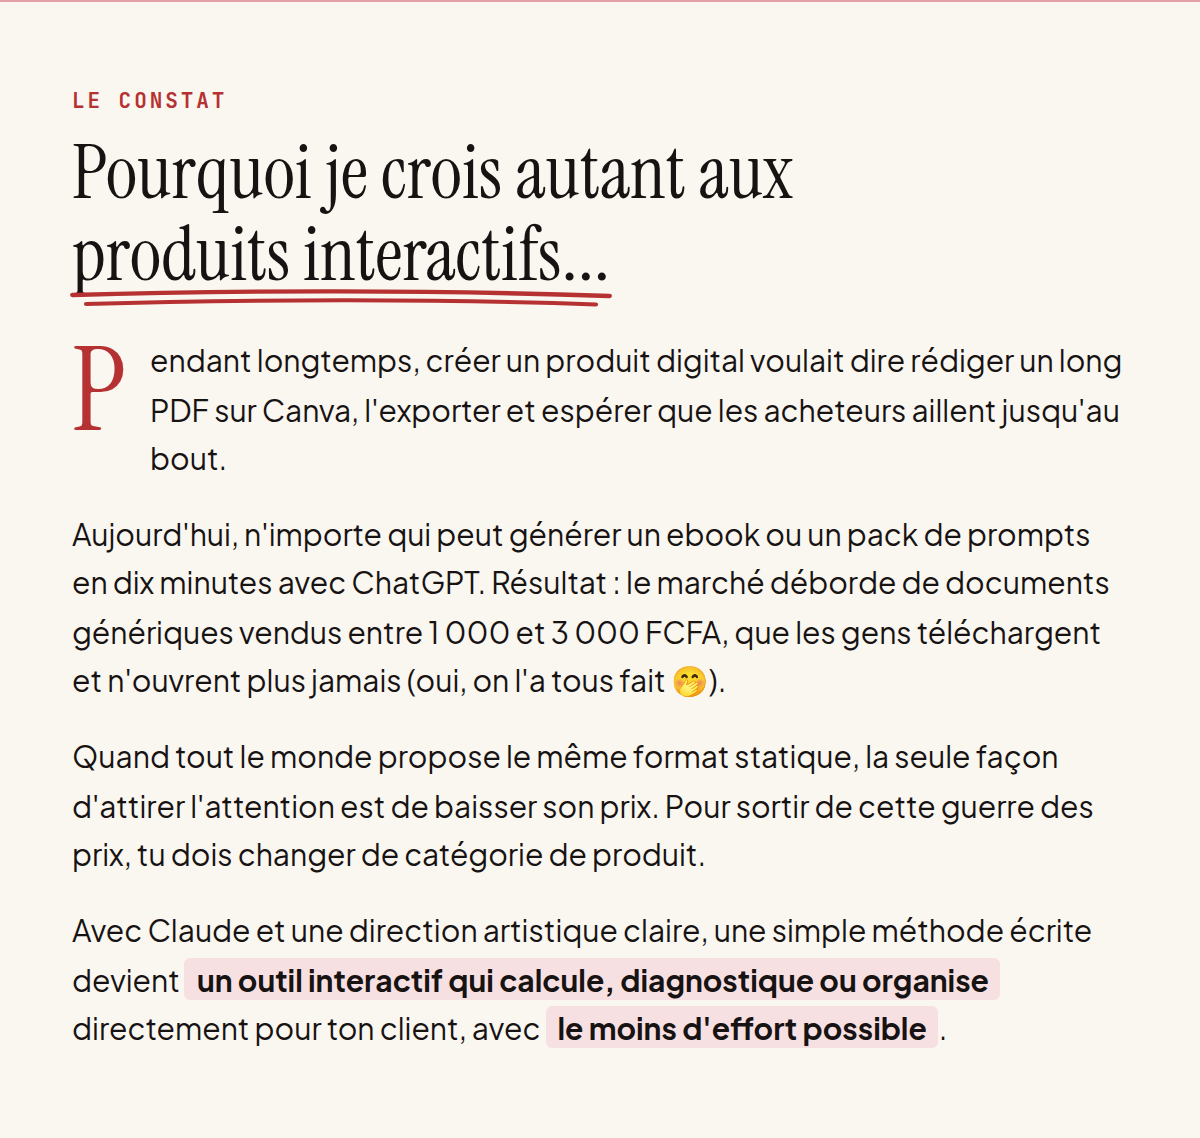 LE CONSTAT
Pourquoi je crois autant aux
produits interactifs...
Pendant longtemps, créer un produit digital voulait dire rédiger un long
PDF sur Canva, l'exporter et espérer que les acheteurs aillent jusqu'au
bout.
Aujourd'hui, n'importe qui peut générer un ebook ou un pack de prompts
en dix minutes avec ChatGPT. Résultat : le marché déborde de documents
génériques vendus entre 1 000 et 3 000 FCFA, que les gens téléchargent
et n'ouvrent plus jamais (oui, on l'a tous fait 🤭).
Quand tout le monde propose le même format statique, la seule façon
d'attirer l'attention est de baisser son prix. Pour sortir de cette guerre des
prix, tu dois changer de catégorie de produit.
Avec Claude et une direction artistique claire, une simple méthode écrite
devient un outil interactif qui calcule, diagnostique ou organise
directement pour ton client, avec le moins d'effort possible.